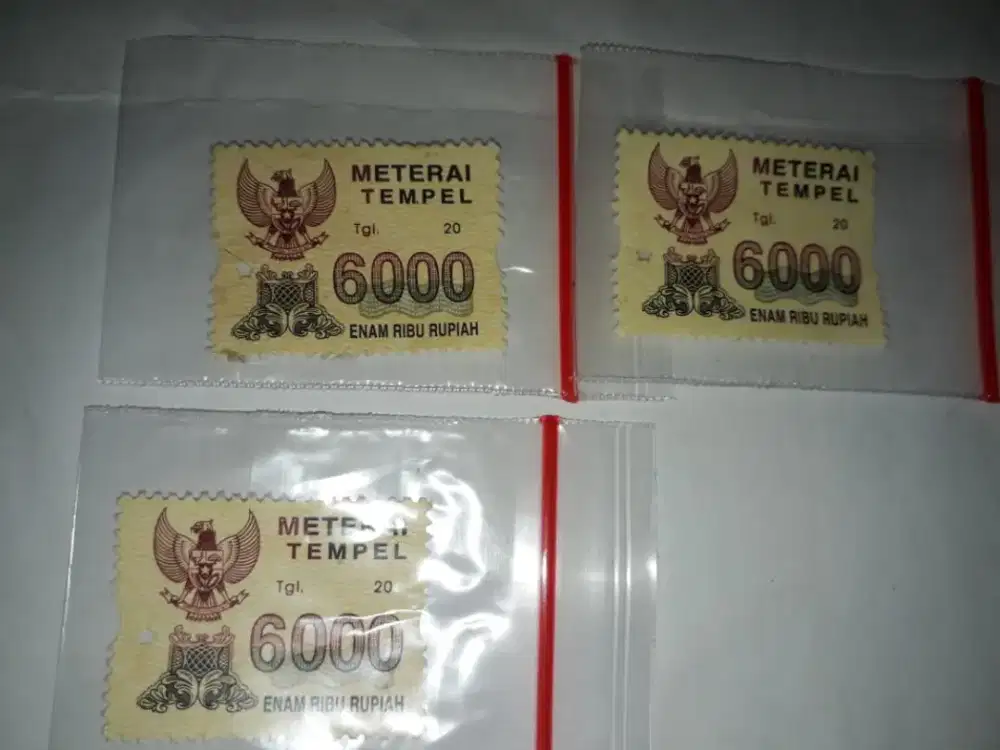 METERAI
TEMPEL
Tgl. 20
6000
ENAM RIBU RUPIAH
METERAI
TEMPEL
Tgl. 20
6000
ENAM RIBU RUPIAH
METERAI
TEMPEL
Tgl. 20
6000
ENAM RIBU RUPIAH